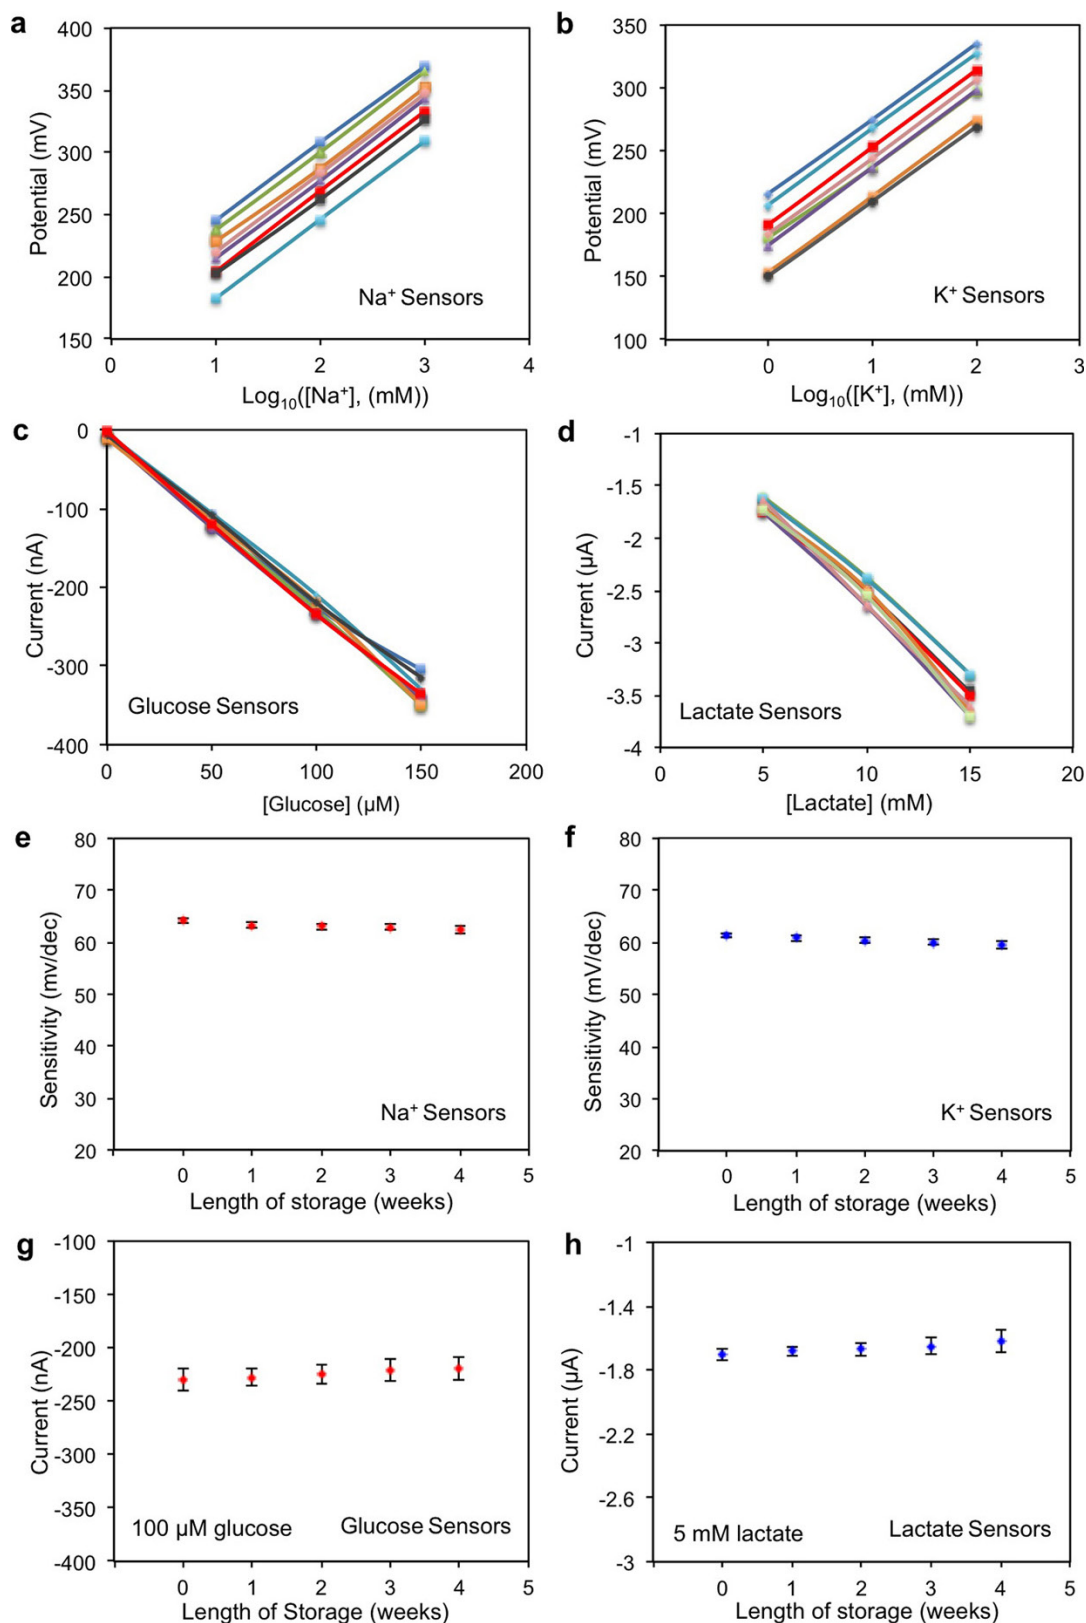 a
400
350
300
250
200
150
Potential (mV)
Na⁺ Sensors
0 1 2 3 4
Log₁₀([Na⁺], (mM))
b
350
300
250
200
150
100
Potential (mV)
K⁺ Sensors
0 1 2 3
Log₁₀([K⁺], (mM))
c
0
-100
-200
-300
-400
Current (nA)
Glucose Sensors
0 50 100 150 200
[Glucose] (µM)
d
-1
-1.5
-2
-2.5
-3
-3.5
-4
Current (µA)
Lactate Sensors
0 5 10 15 20
[Lactate] (mM)
e
80
70
60
50
40
30
20
Sensitivity (mv/dec)
Na⁺ Sensors
0 1 2 3 4 5
Length of storage (weeks)
f
80
70
60
50
40
30
20
Sensitivity (mV/dec)
K⁺ Sensors
0 1 2 3 4 5
Length of storage (weeks)
g
-100
-150
-200
-250
-300
-350
-400
Current (nA)
100 µM glucose
Glucose Sensors
0 1 2 3 4 5
Length of Storage (weeks)
h
-1
-1.4
-1.8
-2.2
-2.6
-3
Current (µA)
5 mM lactate
Lactate Sensors
0 1 2 3 4 5
Length of storage (weeks)